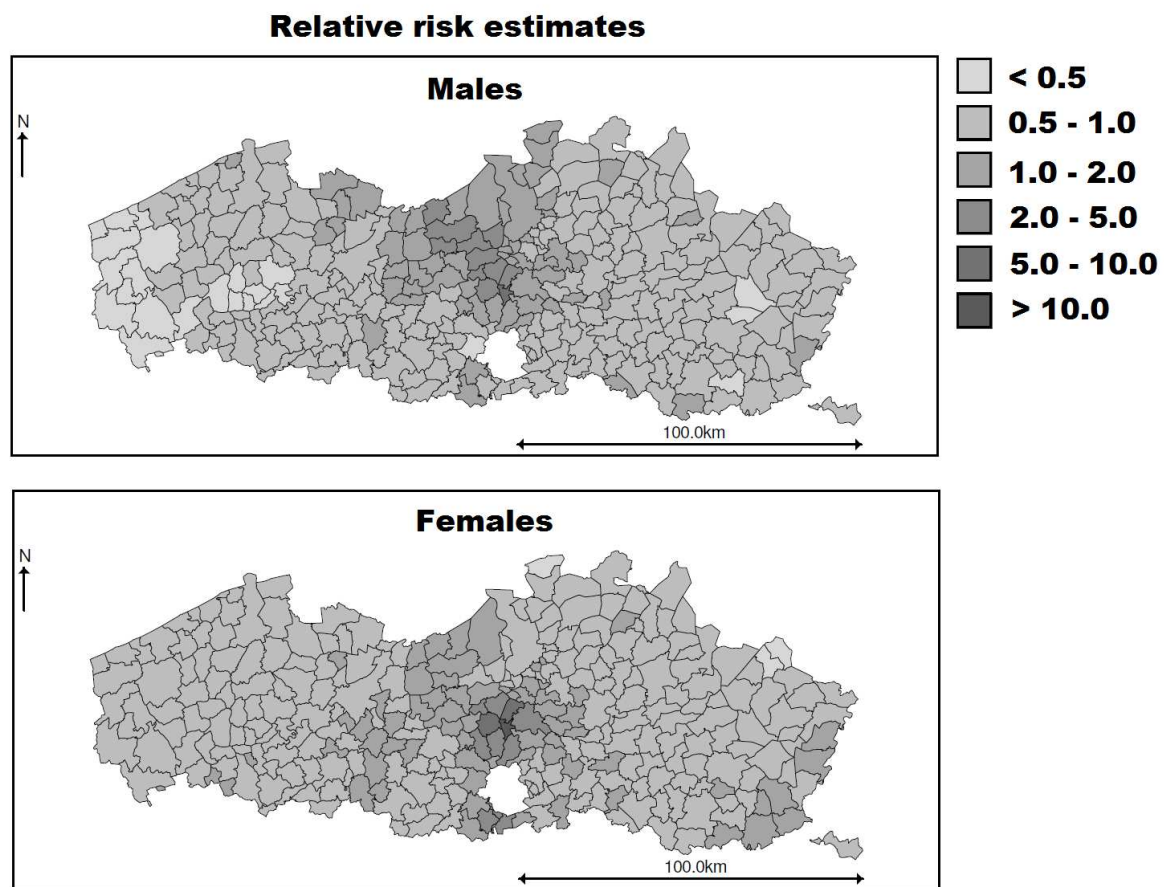 Relative risk estimates
Males
N
100.0km
< 0.5
0.5 - 1.0
1.0 - 2.0
2.0 - 5.0
5.0 - 10.0
> 10.0
Females
N
100.0km